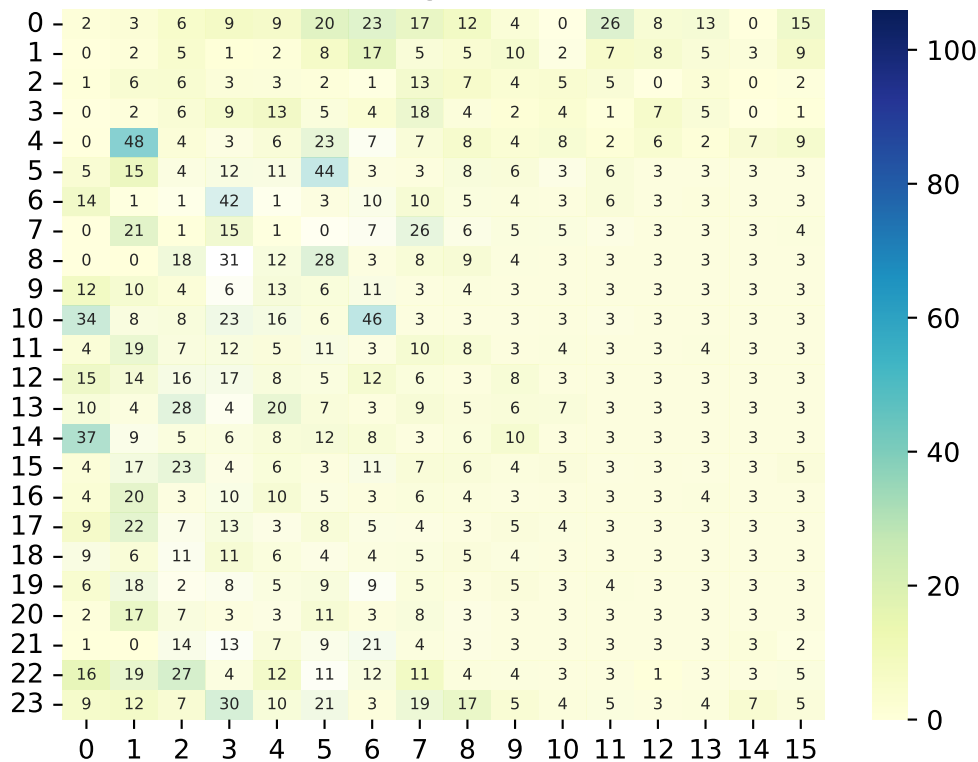 0 2 3 6 9 9 20 23 17 12 4 0 26 8 13 0 15
1 0 2 5 1 2 8 17 5 5 10 2 7 8 5 3 9
2 1 6 6 3 3 2 1 13 7 4 5 5 0 3 0 2
3 0 2 6 9 13 5 4 18 4 2 4 1 7 5 0 1
4 0 48 4 3 6 23 7 7 8 4 8 2 6 2 7 9
5 5 15 4 12 11 44 3 3 8 6 3 6 3 3 3 3
6 14 1 1 42 1 3 10 10 5 4 3 6 3 3 3 3
7 0 21 1 15 1 0 7 26 6 5 5 3 3 3 3 4
8 0 0 18 31 12 28 3 8 9 4 3 3 3 3 3 3
9 12 10 4 6 13 6 11 3 4 3 3 3 3 3 3 3
10 34 8 8 23 16 6 46 3 3 3 3 3 3 3 3 3
11 4 19 7 12 5 11 3 10 8 3 4 3 3 4 3 3
12 15 14 16 17 8 5 12 6 3 8 3 3 3 3 3 3
13 10 4 28 4 20 7 3 9 5 6 7 3 3 3 3 3
14 37 9 5 6 8 12 8 3 6 10 3 3 3 3 3 3
15 4 17 23 4 6 3 11 7 6 4 5 3 3 3 3 5
16 4 20 3 10 10 5 3 6 4 3 3 3 3 4 3 3
17 9 22 7 13 3 8 5 4 3 5 4 3 3 3 3 3
18 9 6 11 11 6 4 4 5 5 4 3 3 3 3 3 3
19 6 18 2 8 5 9 9 5 3 5 3 4 3 3 3 3
20 2 17 7 3 3 11 3 8 3 3 3 3 3 3 3 3
21 1 0 14 13 7 9 21 4 3 3 3 3 3 3 3 2
22 16 19 27 4 12 11 12 11 4 4 3 3 1 3 3 5
23 9 12 7 30 10 21 3 19 17 5 4 5 3 4 7 5
0 1 2 3 4 5 6 7 8 9 10 11 12 13 14 15
100
80
60
40
20
0